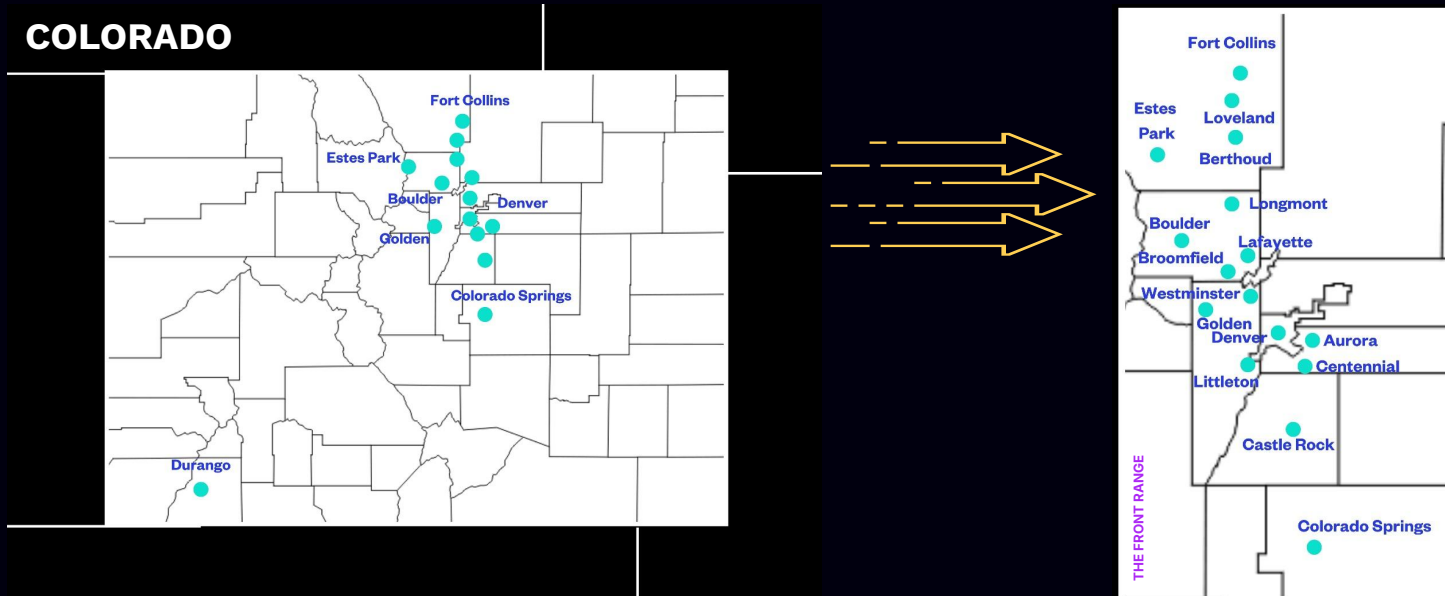 COLORADO
Fort Collins
Estes Park
Boulder
Denver
Golden
Colorado Springs
Durango
Fort Collins
Estes
Park
Loveland
Berthoud
Longmont
Boulder
Lafayette
Broomfield
Westminster
Golden
Denver
Aurora
Centennial
Littleton
Castle Rock
THE FRONT RANGE
Colorado Springs